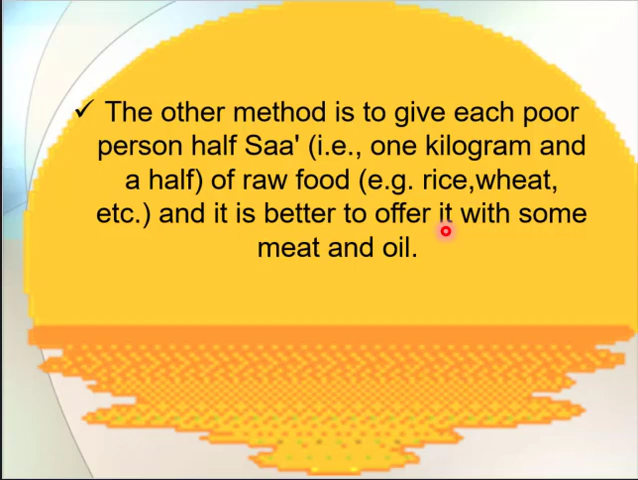 ✓ The other method is to give each poor
person half Saa' (i.e., one kilogram and
a half) of raw food (e.g. rice,wheat,
etc.) and it is better to offer it with some
meat and oil.